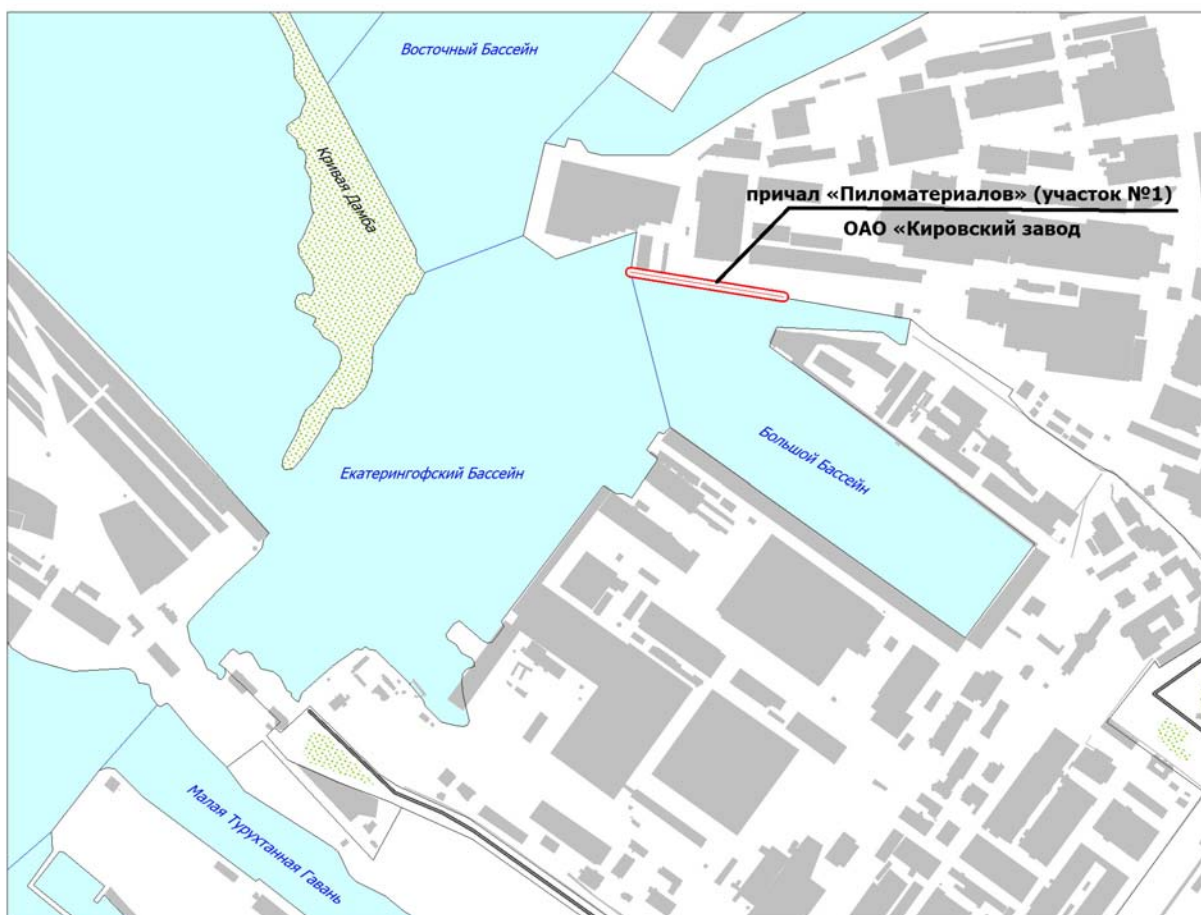 Восточный Бассейн
Кривая Дамба
причал «Пиломатериалов» (участок №1)
ОАО «Кировский завод
Большой Бассейн
Екатерингофский Бассейн
Малая Турухтанная Гавань